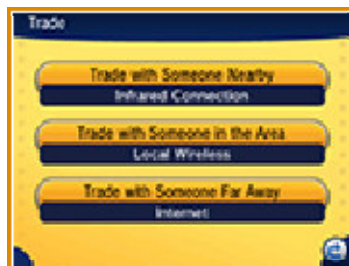 Trade
Trade with Someone Nearby
Infrared Connection
Trade with Someone in the Area
Local Wireless
Trade with Someone Far Away
Internet